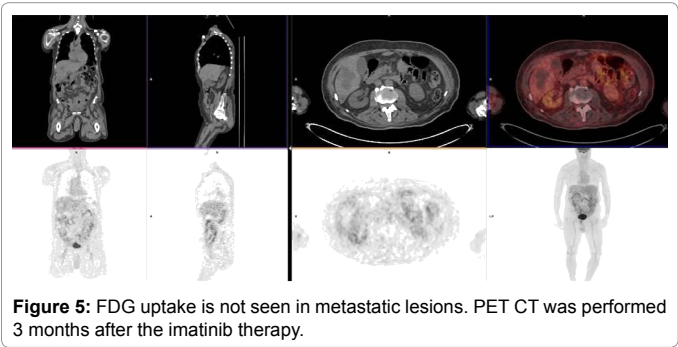 Figure 5: FDG uptake is not seen in metastatic lesions. PET CT was performed
3 months after the imatinib therapy.